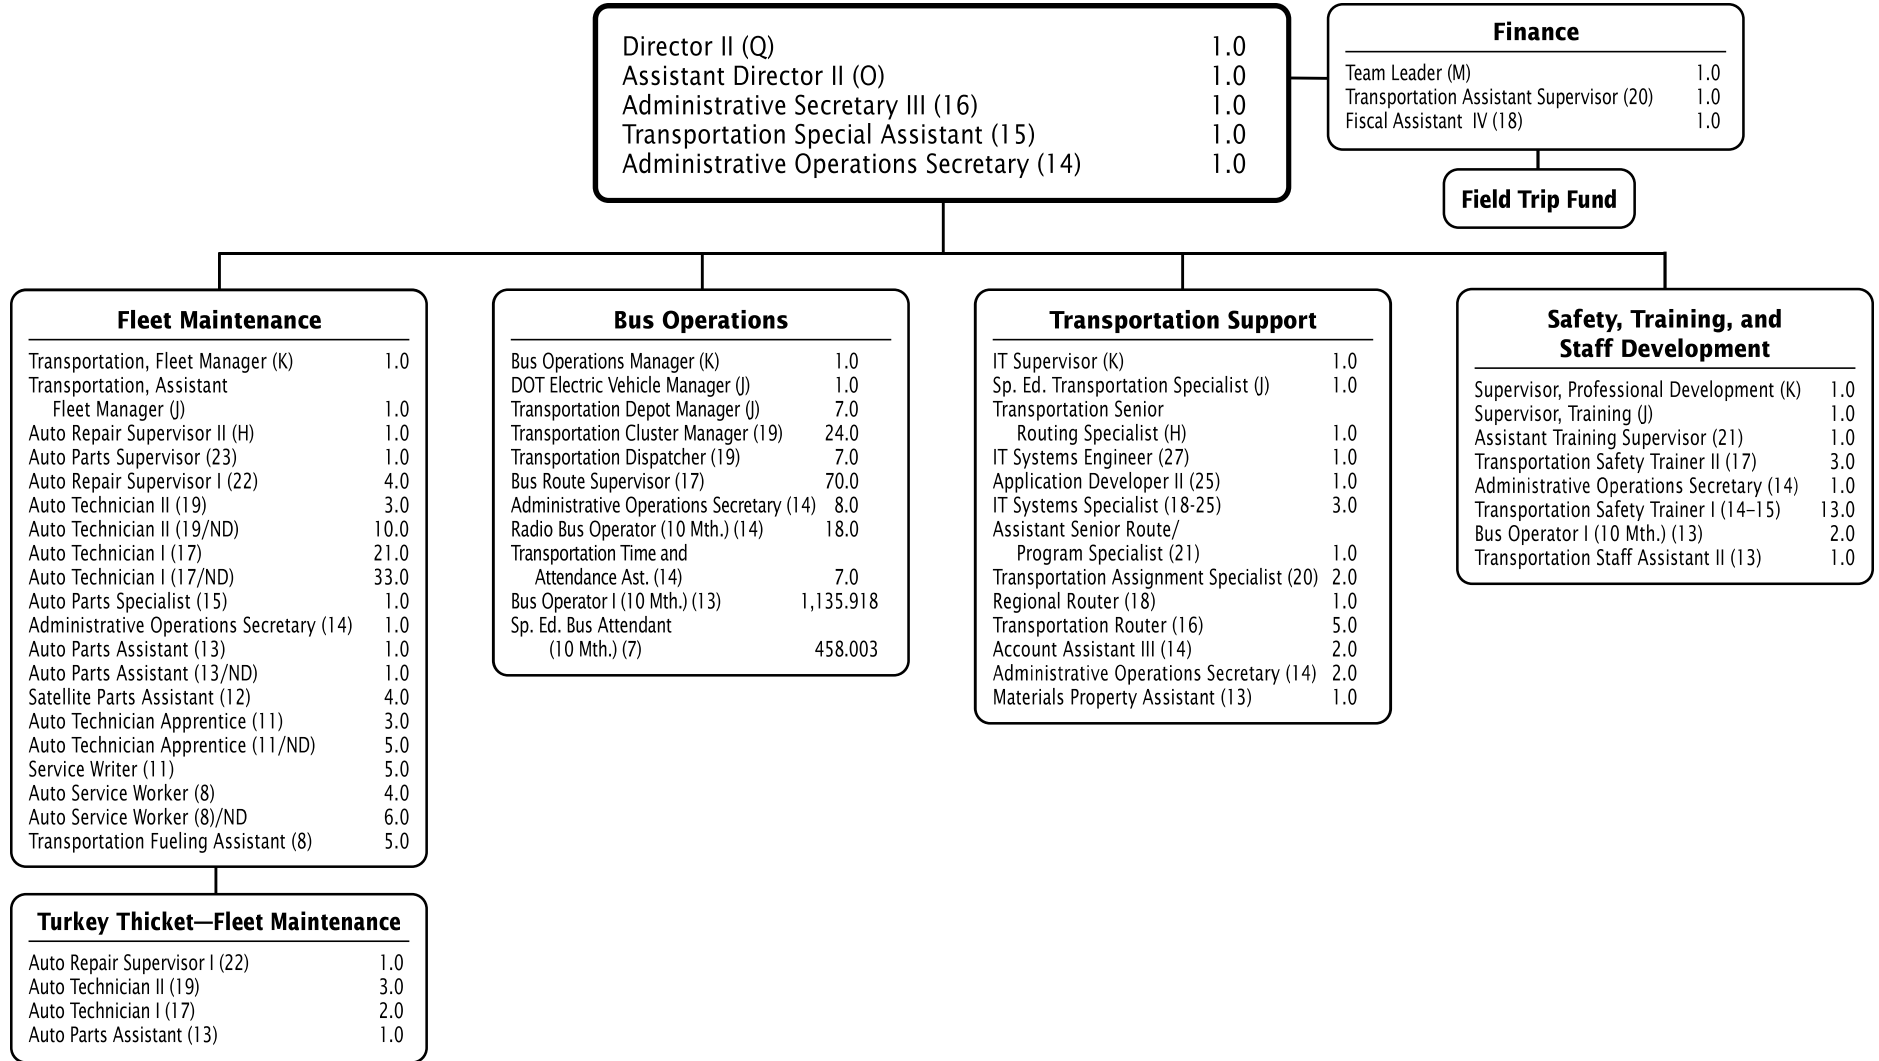 Director II (Q) 1.0
Assistant Director II (O) 1.0
Administrative Secretary III (16) 1.0
Transportation Special Assistant (15) 1.0
Administrative Operations Secretary (14) 1.0
Finance
Team Leader (M) 1.0
Transportation Assistant Supervisor (20) 1.0
Fiscal Assistant IV (18) 1.0
Field Trip Fund
Fleet Maintenance
Transportation, Fleet Manager (K) 1.0
Transportation, Assistant
Fleet Manager (J) 1.0
Auto Repair Supervisor II (H) 1.0
Auto Parts Supervisor (23) 1.0
Auto Repair Supervisor I (22) 4.0
Auto Technician II (19) 3.0
Auto Technician II (19/ND) 10.0
Auto Technician I (17) 21.0
Auto Technician I (17/ND) 33.0
Auto Parts Specialist (15) 1.0
Administrative Operations Secretary (14) 1.0
Auto Parts Assistant (13) 1.0
Auto Parts Assistant (13/ND) 1.0
Satellite Parts Assistant (12) 4.0
Auto Technician Apprentice (11) 3.0
Auto Technician Apprentice (11/ND) 5.0
Service Writer (11) 5.0
Auto Service Worker (8) 4.0
Auto Service Worker (8)/ND 6.0
Transportation Fueling Assistant (8) 5.0
Turkey Thicket—Fleet Maintenance
Auto Repair Supervisor I (22) 1.0
Auto Technician II (19) 3.0
Auto Technician I (17) 2.0
Auto Parts Assistant (13) 1.0
Bus Operations
Bus Operations Manager (K) 1.0
DOT Electric Vehicle Manager (J) 1.0
Transportation Depot Manager (J) 7.0
Transportation Cluster Manager (19) 24.0
Transportation Dispatcher (19) 7.0
Bus Route Supervisor (17) 70.0
Administrative Operations Secretary (14) 8.0
Radio Bus Operator (10 Mth.) (14) 18.0
Transportation Time and
Attendance Ast. (14) 7.0
Bus Operator I (10 Mth.) (13) 1,135.918
Sp. Ed. Bus Attendant
(10 Mth.) (7) 458.003
Transportation Support
IT Supervisor (K) 1.0
Sp. Ed. Transportation Specialist (J) 1.0
Transportation Senior
Routing Specialist (H) 1.0
IT Systems Engineer (27) 1.0
Application Developer II (25) 1.0
IT Systems Specialist (18-25) 3.0
Assistant Senior Route/
Program Specialist (21) 1.0
Transportation Assignment Specialist (20) 2.0
Regional Router (18) 1.0
Transportation Router (16) 5.0
Account Assistant III (14) 2.0
Administrative Operations Secretary (14) 2.0
Materials Property Assistant (13) 1.0
Safety, Training, and
Staff Development
Supervisor, Professional Development (K) 1.0
Supervisor, Training (J) 1.0
Assistant Training Supervisor (21) 1.0
Transportation Safety Trainer II (17) 3.0
Administrative Operations Secretary (14) 1.0
Transportation Safety Trainer I (14–15) 13.0
Bus Operator I (10 Mth.) (13) 2.0
Transportation Staff Assistant II (13) 1.0